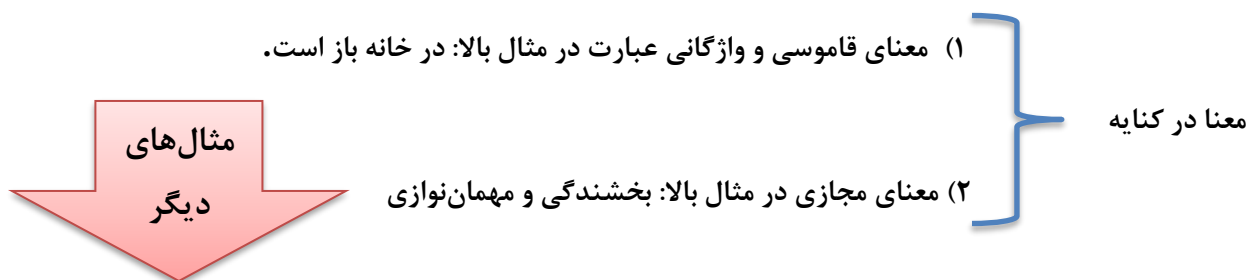 معنا در کنایه
۱) معنای قاموسی و واژگانی عبارت در مثال بالا: در خانه باز است.
۲) معنای مجازی در مثال بالا: بخشندگی و مهمان‌نوازی
مثال‌های
دیگر